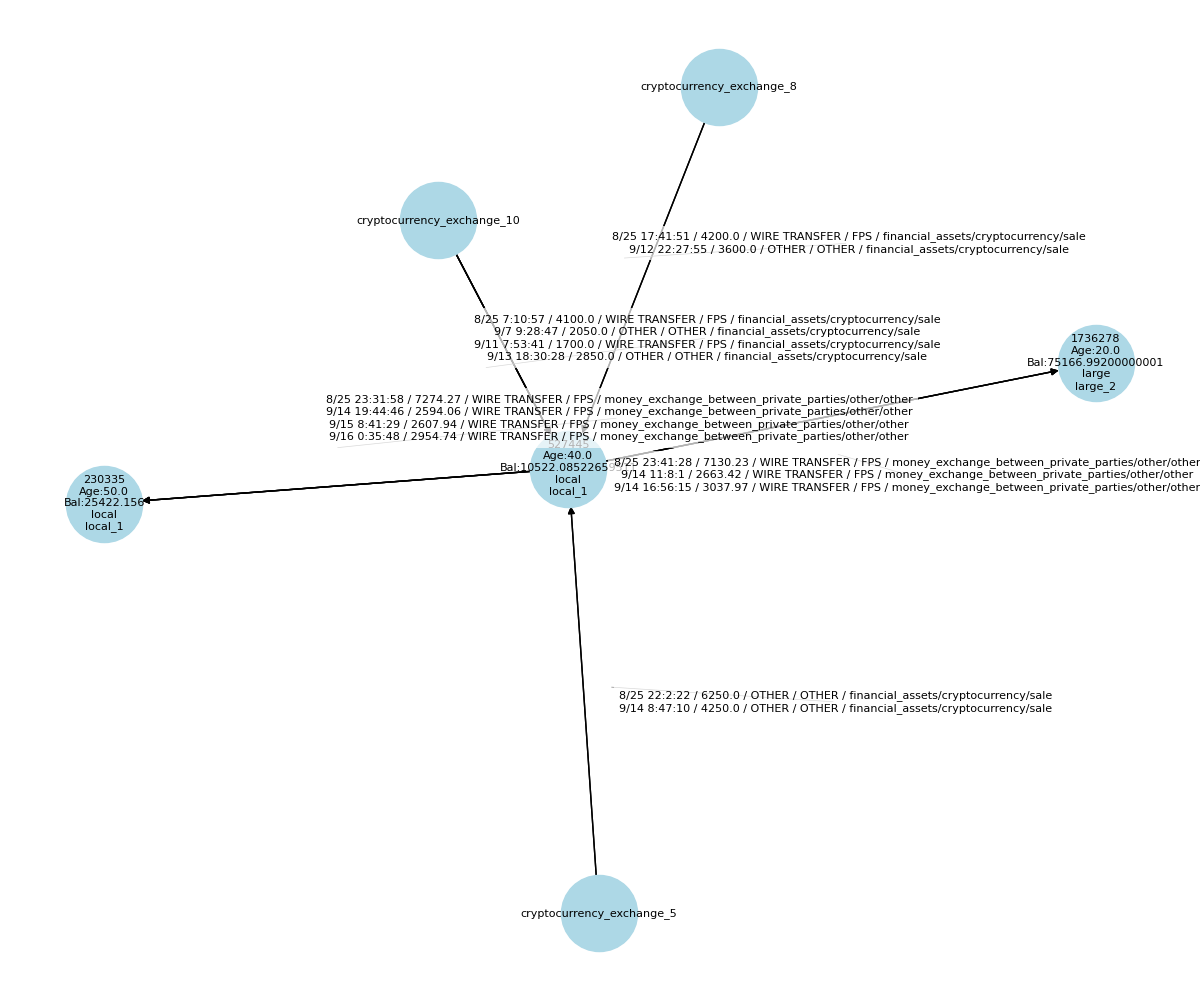 cryptocurrency_exchange_8
cryptocurrency_exchange_10
8/25 17:41:51 / 4200.0 / WIRE TRANSFER / FPS / financial_assets/cryptocurrency/sale
9/12 22:27:55 / 3600.0 / OTHER / OTHER / financial_assets/cryptocurrency/sale
8/25 7:10:57 / 4100.0 / WIRE TRANSFER / FPS / financial_assets/cryptocurrency/sale
9/7 9:28:47 / 2050.0 / OTHER / OTHER / financial_assets/cryptocurrency/sale
9/11 7:53:41 / 1700.0 / WIRE TRANSFER / FPS / financial_assets/cryptocurrency/sale
9/13 18:30:28 / 2850.0 / OTHER / OTHER / financial_assets/cryptocurrency/sale
1736278
Age:20.0
Bal:75166.99200000001
large
large_2
8/25 23:31:58 / 7274.27 / WIRE TRANSFER / FPS / money_exchange_between_private_parties/other/other
9/14 19:44:46 / 2594.06 / WIRE TRANSFER / FPS / money_exchange_between_private_parties/other/other
9/15 8:41:29 / 2607.94 / WIRE TRANSFER / FPS / money_exchange_between_private_parties/other/other
9/16 0:35:48 / 2954.74 / WIRE TRANSFER / FPS / money_exchange_between_private_parties/other/other
527445
Age:40.0
local
local_1
8/25 23:41:28 / 7130.23 / WIRE TRANSFER / FPS / money_exchange_between_private_parties/other/other
9/14 11:8:1 / 2663.42 / WIRE TRANSFER / FPS / money_exchange_between_private_parties/other/other
9/14 16:56:15 / 3037.97 / WIRE TRANSFER / FPS / money_exchange_between_private_parties/other/other
230335
Age:50.0
Bal:25422.156
local
local_1
8/25 22:2:22 / 6250.0 / OTHER / OTHER / financial_assets/cryptocurrency/sale
9/14 8:47:10 / 4250.0 / OTHER / OTHER / financial_assets/cryptocurrency/sale
cryptocurrency_exchange_5